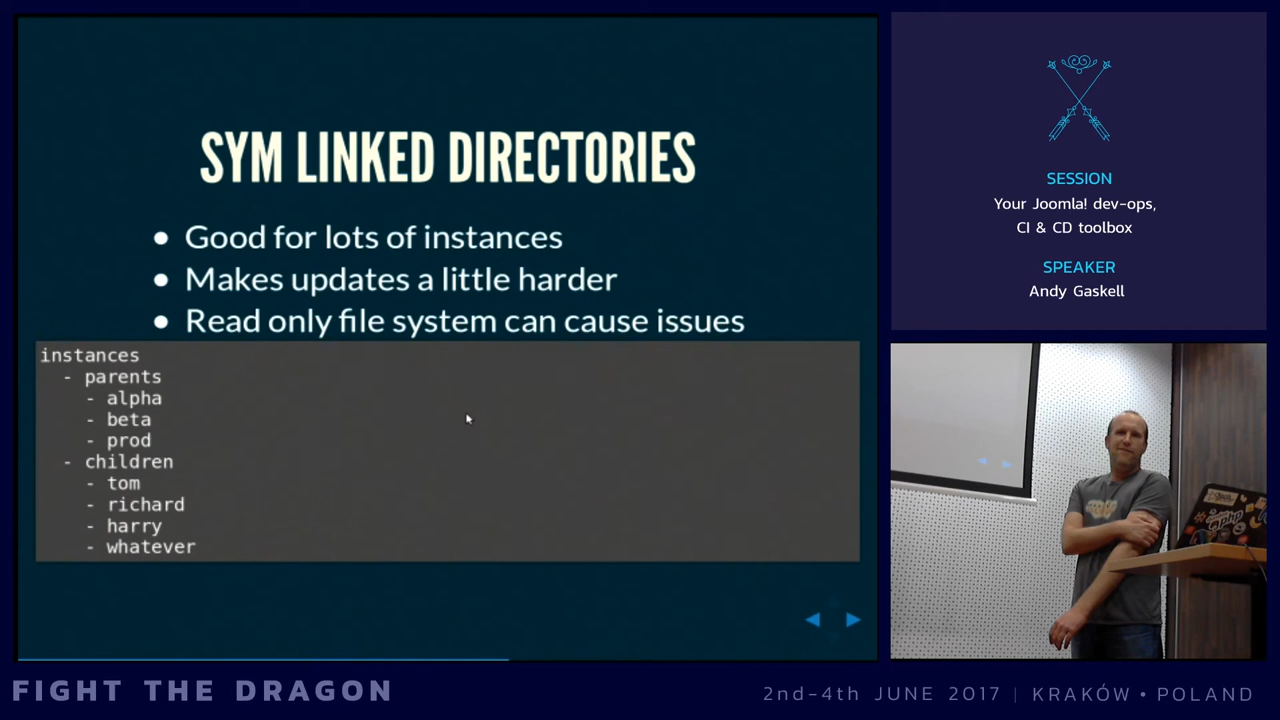 SYM LINKED DIRECTORIES
● Good for lots of instances
● Makes updates a little harder
● Read only file system can cause issues
instances
- parents
- alpha
- beta
- prod
- children
- tom
- richard
- harry
- whatever
SESSION
Your Joomla! dev-ops,
CI & CD toolbox
SPEAKER
Andy Gaskell
php
FIGHT THE DRAGON
2nd-4th JUNE 2017 | KRAKÓW • POLAND